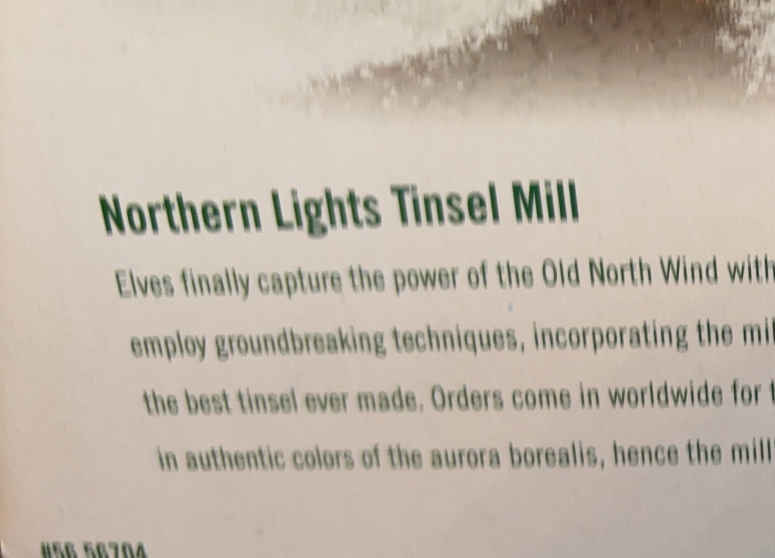 Northern Lights Tinsel Mill
Elves finally capture the power of the Old North Wind with
employ groundbreaking techniques, incorporating the mil
the best tinsel ever made. Orders come in worldwide for
in authentic colors of the aurora borealis, hence the mill
#56.56704